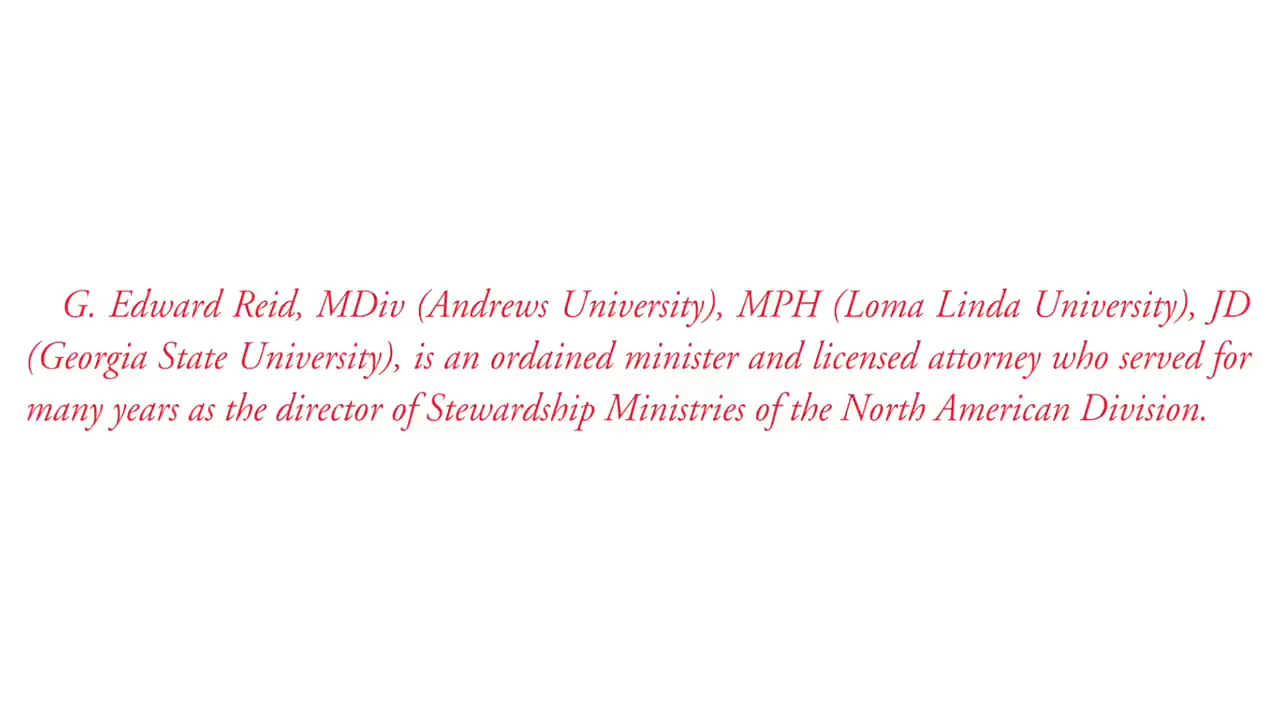 G. Edward Reid, MDiv (Andrews University), MPH (Loma Linda University), JD
(Georgia State University), is an ordained minister and licensed attorney who served for
many years as the director of Stewardship Ministries of the North American Division.